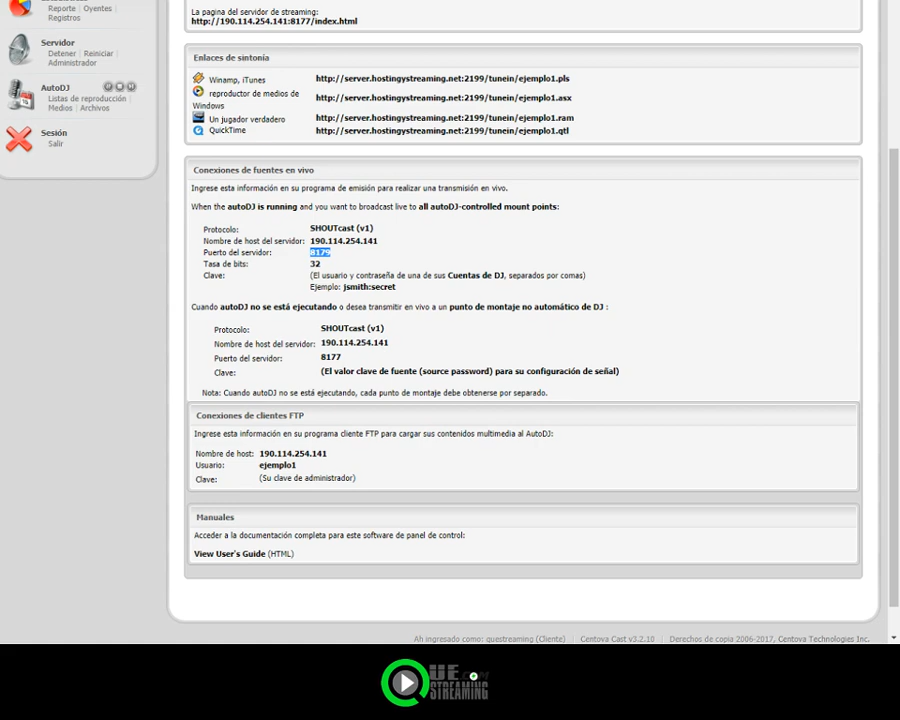 Reporte | Oyentes |
Registros
Servidor
Detener | Reiniciar |
Administrador
AutoDJ
Listas de reproducción |
Medios | Archivos
Sesión
Salir
La pagina del servidor de streaming:
http://190.114.254.141:8177/index.html
Enlaces de sintonía
Winamp, iTunes http://server.hostingystreaming.net:2199/tunein/ejemplo1.pls
reproductor de medios de
Windows http://server.hostingystreaming.net:2199/tunein/ejemplo1.asx
Un jugador verdadero http://server.hostingystreaming.net:2199/tunein/ejemplo1.ram
QuickTime http://server.hostingystreaming.net:2199/tunein/ejemplo1.qtl
Conexiones de fuentes en vivo
Ingrese esta información en su programa de emisión para realizar una transmisión en vivo.
When the autoDJ is running and you want to broadcast live to all autoDJ-controlled mount points:
Protocolo: SHOUTcast (v1)
Nombre de host del servidor: 190.114.254.141
Puerto del servidor: 8179
Tasa de bits: 32
Clave: (El usuario y contraseña de una de sus Cuentas de DJ, separados por comas)
Ejemplo: jsmith:secret
Cuando autoDJ no se está ejecutando o desea transmitir en vivo a un punto de montaje no automático de DJ :
Protocolo: SHOUTcast (v1)
Nombre de host del servidor: 190.114.254.141
Puerto del servidor: 8177
Clave: (El valor clave de fuente (source password) para su configuración de señal)
Nota: Cuando autoDJ no se está ejecutando, cada punto de montaje debe obtenerse por separado.
Conexiones de clientes FTP
Ingrese esta información en su programa cliente FTP para cargar sus contenidos multimedia al AutoDJ:
Nombre de host: 190.114.254.141
Usuario: ejemplo1
Clave: (Su clave de administrador)
Manuales
Acceder a la documentación completa para este software de panel de control:
View User's Guide (HTML)
Ah ingresado como: questreaming (Cliente) | Centova Cast v3.2.10 | Derechos de copia 2006-2017, Centova Technologies Inc.
UE .COM
STREAMING